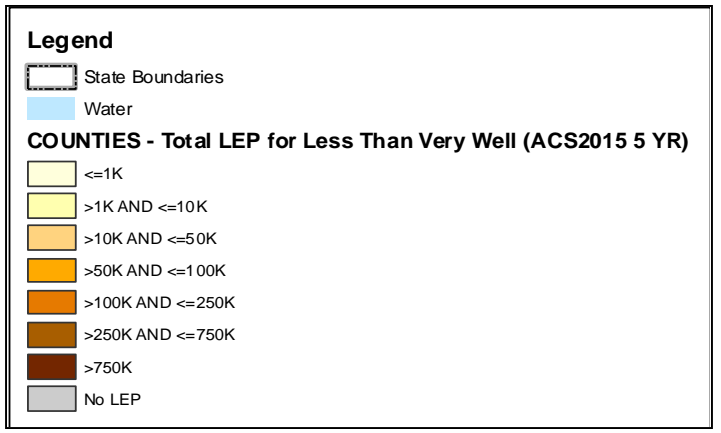 Legend
State Boundaries
Water
COUNTIES - Total LEP for Less Than Very Well (ACS2015 5 YR)
<=1K
>1K AND <=10K
>10K AND <=50K
>50K AND <=100K
>100K AND <=250K
>250K AND <=750K
>750K
No LEP